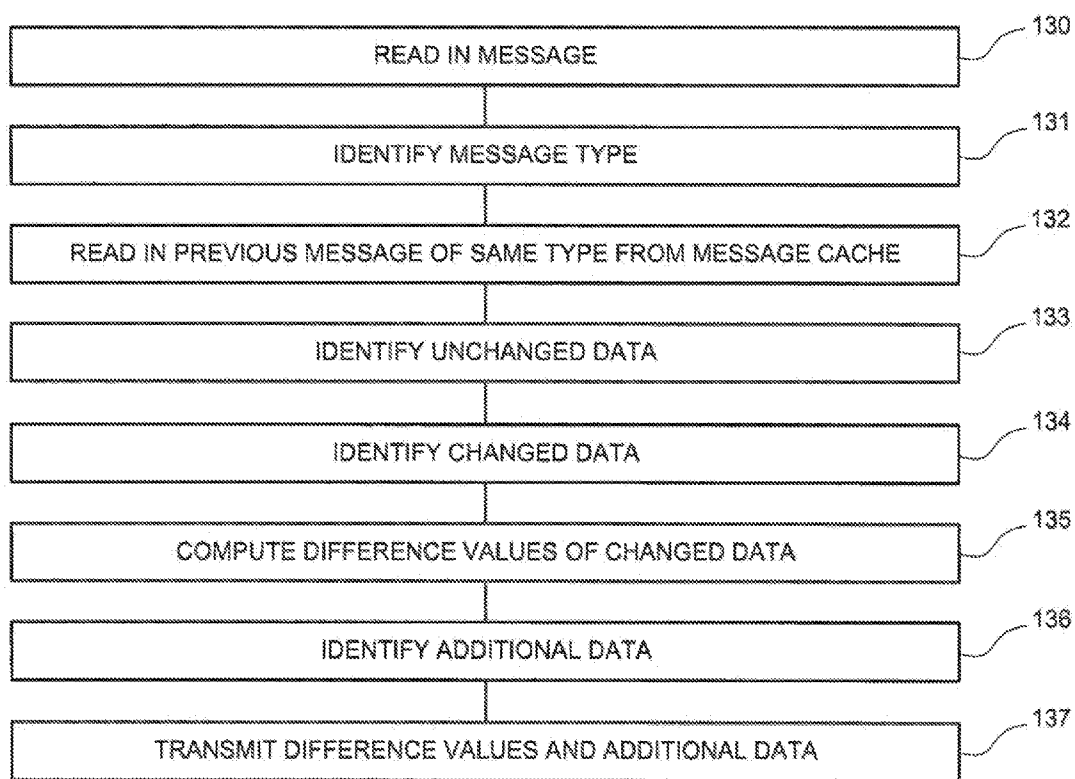 130
READ IN MESSAGE
131
IDENTIFY MESSAGE TYPE
132
READ IN PREVIOUS MESSAGE OF SAME TYPE FROM MESSAGE CACHE
133
IDENTIFY UNCHANGED DATA
134
IDENTIFY CHANGED DATA
135
COMPUTE DIFFERENCE VALUES OF CHANGED DATA
136
IDENTIFY ADDITIONAL DATA
137
TRANSMIT DIFFERENCE VALUES AND ADDITIONAL DATA